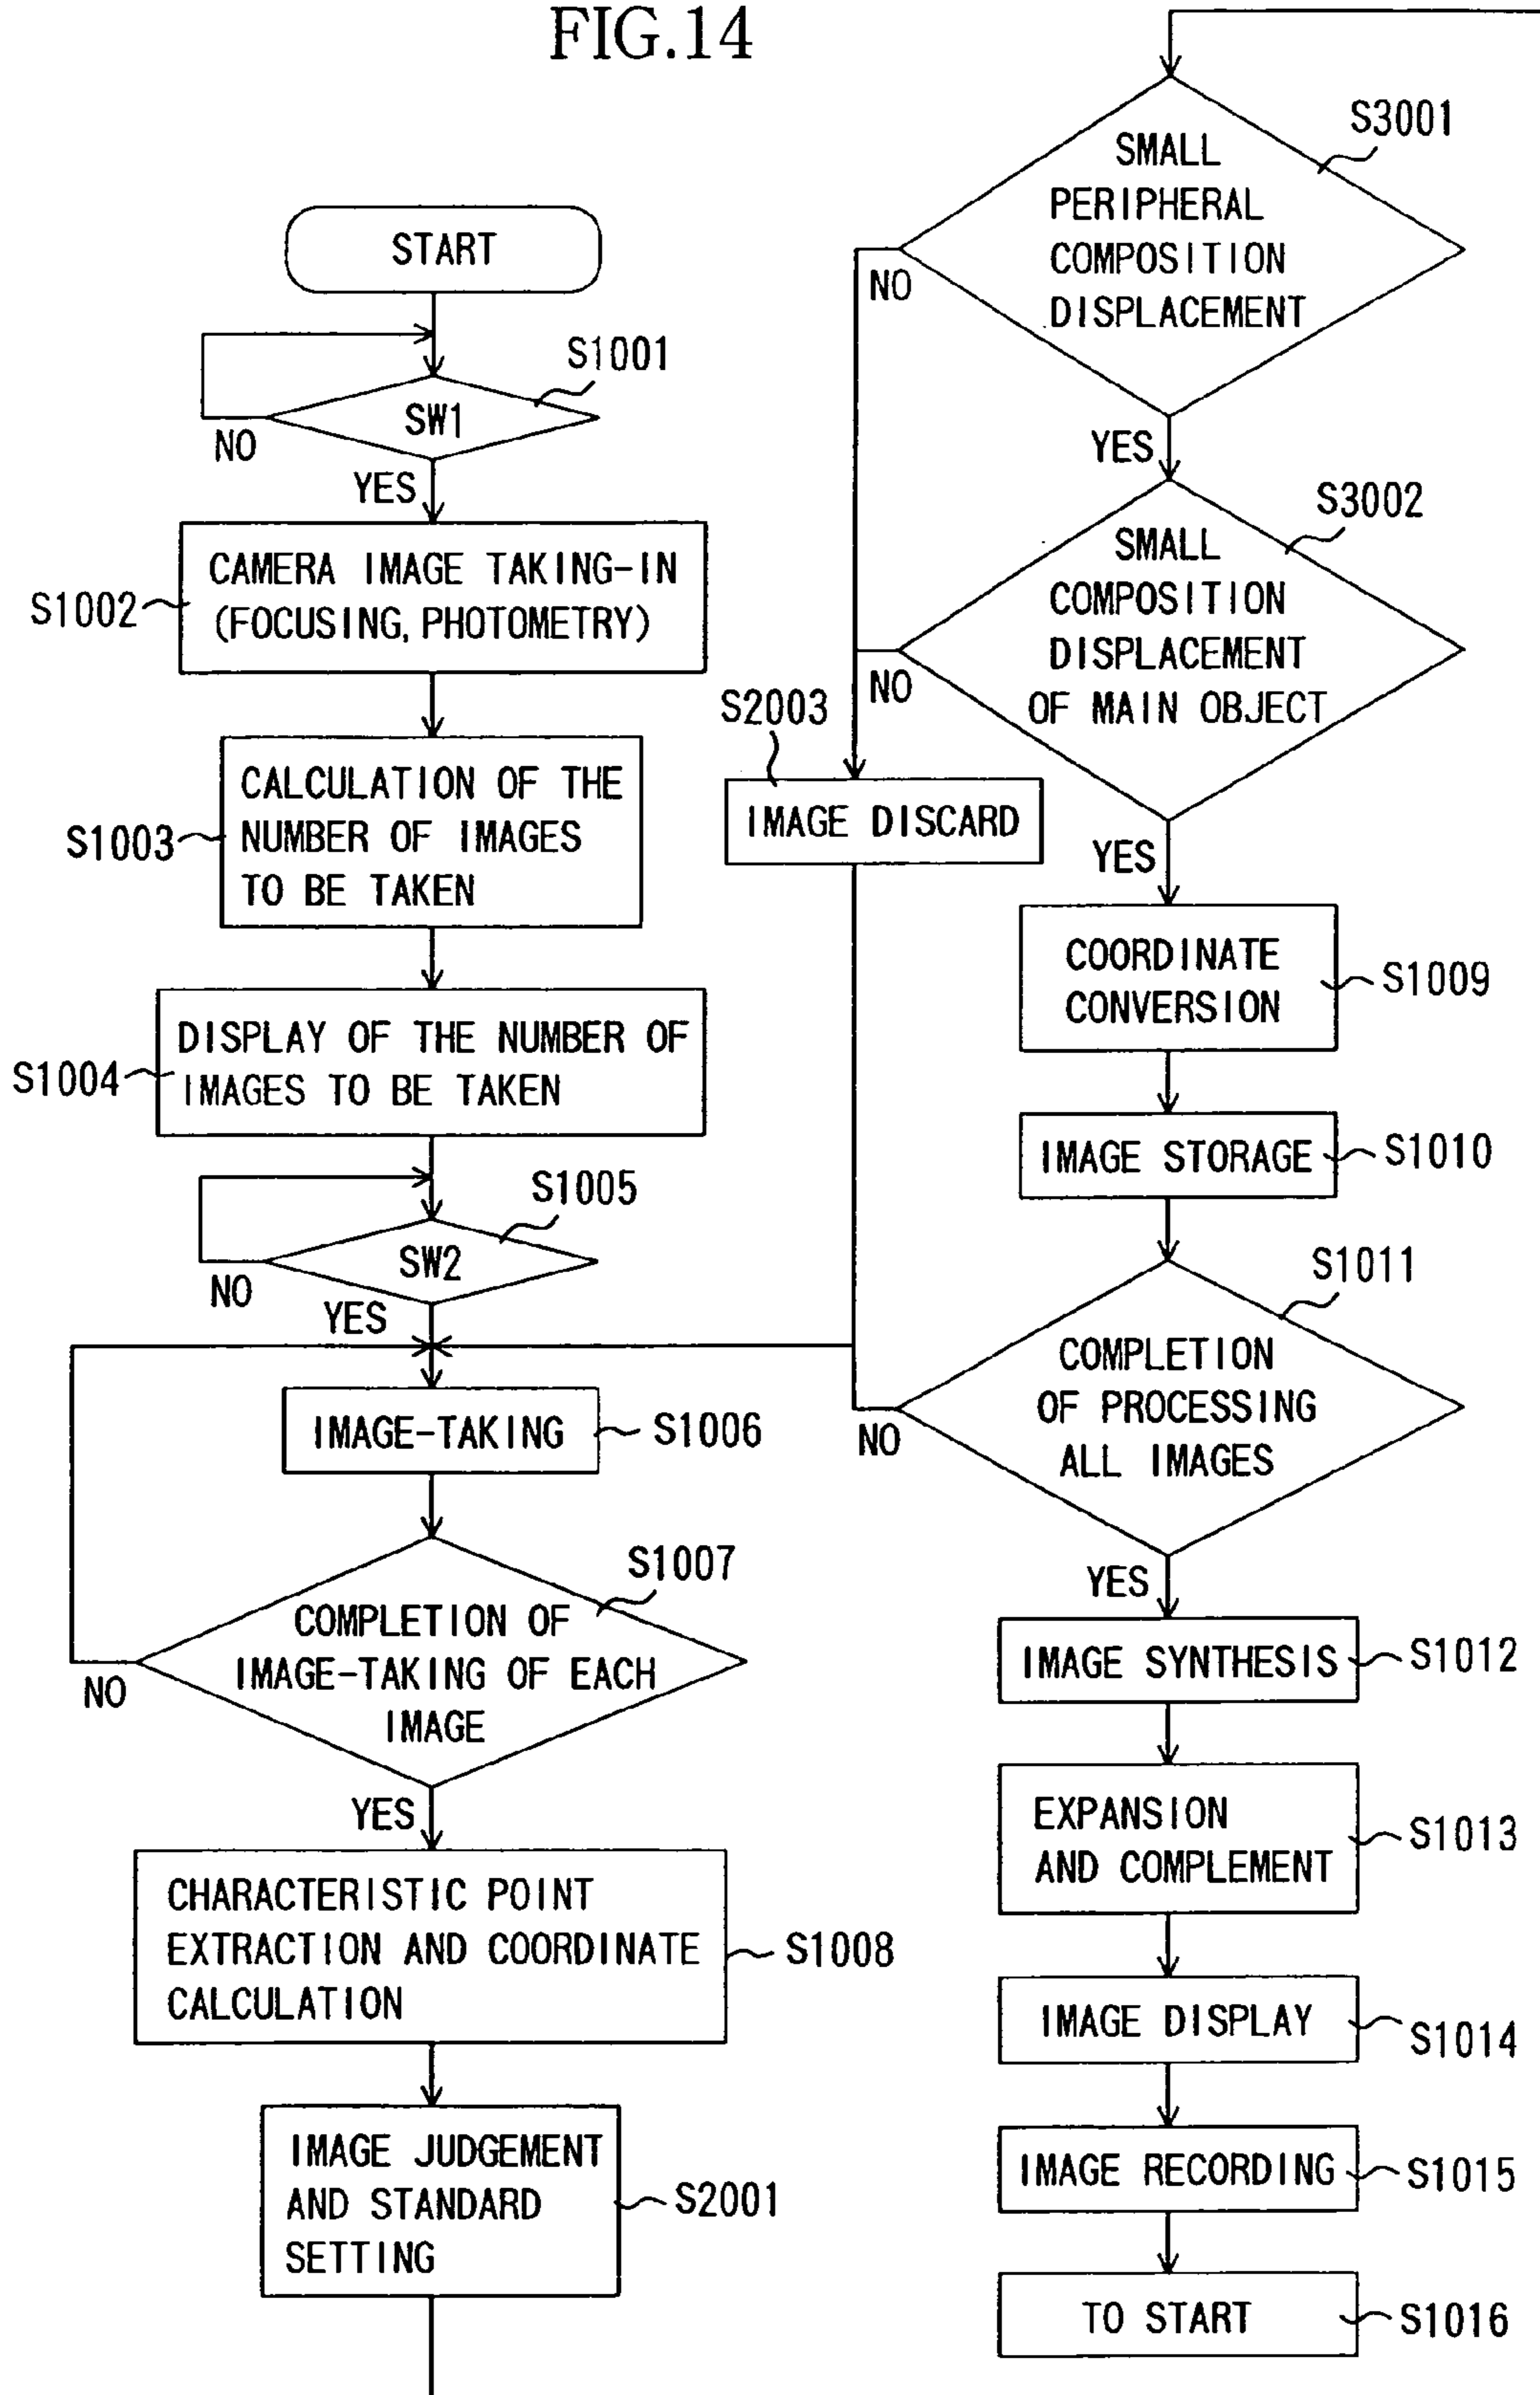 FIG.14
START
S1001
SW1
NO
YES
S1002
CAMERA IMAGE TAKING-IN
(FOCUSING, PHOTOMETRY)
S1003
CALCULATION OF THE
NUMBER OF IMAGES
TO BE TAKEN
S1004
DISPLAY OF THE NUMBER OF
IMAGES TO BE TAKEN
S1005
SW2
NO
YES
IMAGE-TAKING
S1006
S1007
COMPLETION OF
IMAGE-TAKING OF EACH
IMAGE
NO
YES
CHARACTERISTIC POINT
EXTRACTION AND COORDINATE
CALCULATION
S1008
IMAGE JUDGEMENT
AND STANDARD
SETTING
S2001
S3001
SMALL
PERIPHERAL
COMPOSITION
DISPLACEMENT
NO
YES
S3002
SMALL
COMPOSITION
DISPLACEMENT
OF MAIN OBJECT
NO
S2003
IMAGE DISCARD
YES
COORDINATE
CONVERSION
S1009
IMAGE STORAGE
S1010
S1011
COMPLETION
OF PROCESSING
ALL IMAGES
NO
YES
IMAGE SYNTHESIS
S1012
EXPANSION
AND COMPLEMENT
S1013
IMAGE DISPLAY
S1014
IMAGE RECORDING
S1015
TO START
S1016